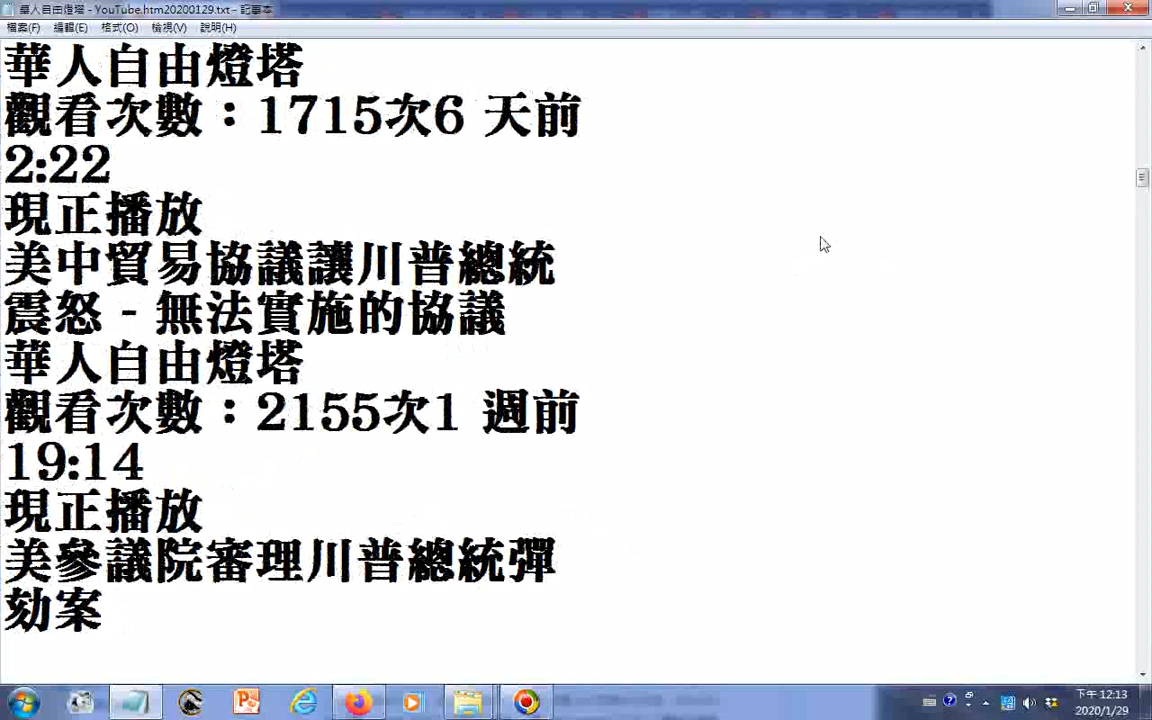 華人自由燈塔 - YouTube.htm20200129.txt - 記事本
檔案(F) 編輯(E) 格式(O) 檢視(V) 說明(H)
華人自由燈塔
觀看次數：1715次6 天前
2:22
現正播放
美中貿易協議讓川普總統
震怒 - 無法實施的協議
華人自由燈塔
觀看次數：2155次1 週前
19:14
現正播放
美參議院審理川普總統彈
劾案
下午 12:13
2020/1/29